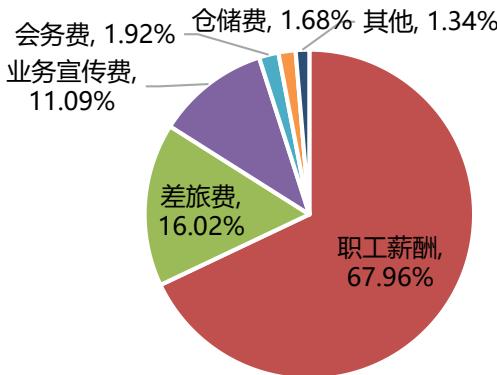 会务费, 1.92%
仓储费, 1.68%
其他, 1.34%
业务宣传费,
11.09%
差旅费,
16.02%
职工薪酬,
67.96%